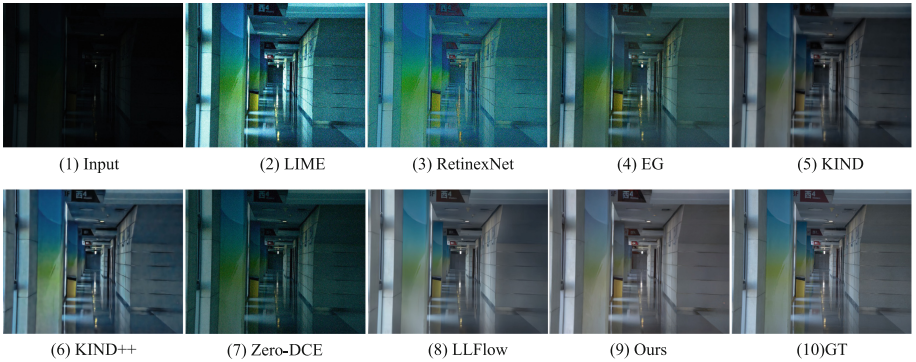 (1) Input
(2) LIME
(3) RetinexNet
(4) EG
(5) KIND
(6) KIND++
(7) Zero-DCE
(8) LLFlow
(9) Ours
(10)GT